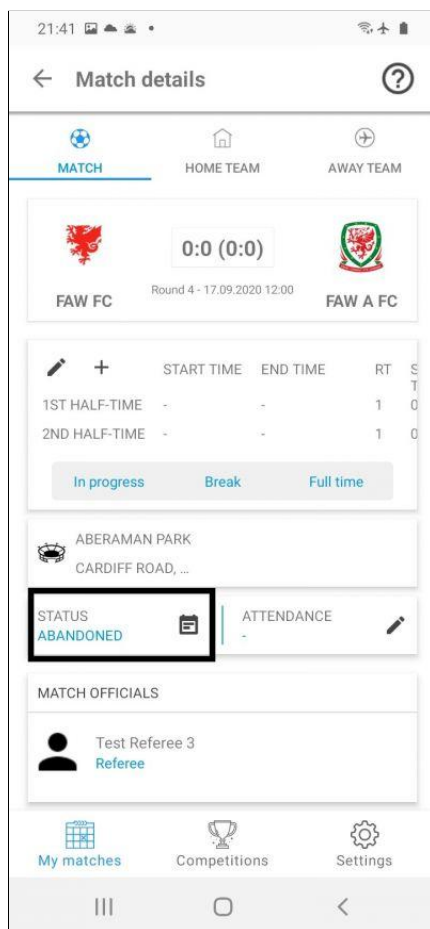 21:41
Match details
MATCH HOME TEAM AWAY TEAM
0:0 (0:0)
Round 4 - 17.09.2020 12:00
FAW FC FAW A FC
START TIME END TIME RT S
T
1ST HALF-TIME - - 1 0
2ND HALF-TIME - - 1 0
In progress Break Full time
ABERAMAN PARK
CARDIFF ROAD, ...
STATUS ATTENDANCE
ABANDONED -
MATCH OFFICIALS
Test Referee 3
Referee
My matches Competitions Settings